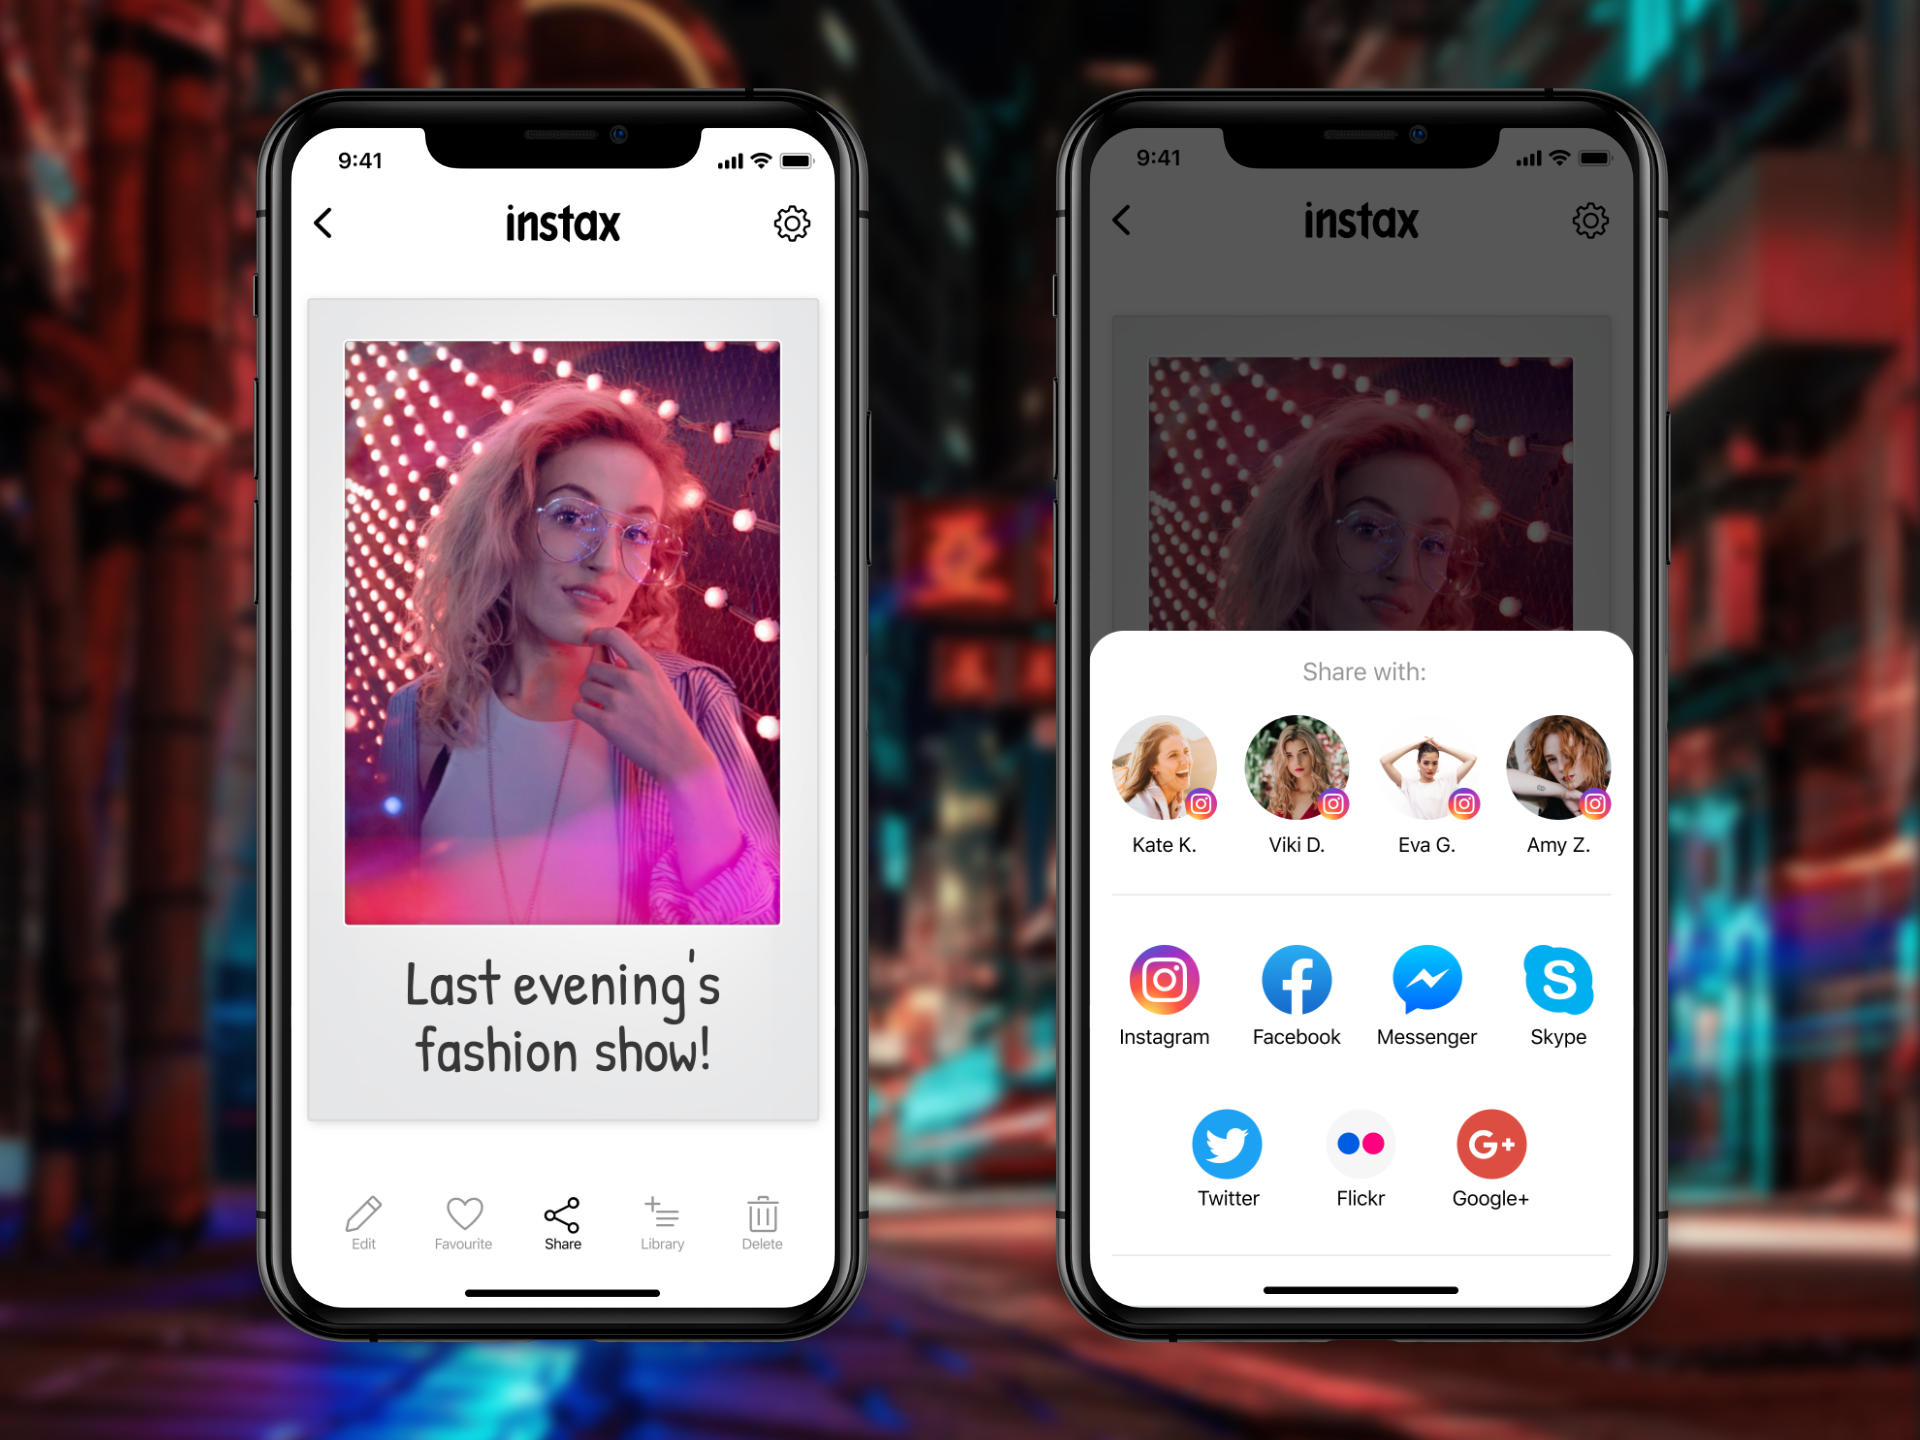 9:41
instax
Last evening's
fashion show!
Edit Favourite Share Library Delete
9:41
instax
Share with:
Kate K. Viki D. Eva G. Amy Z.
Instagram Facebook Messenger Skype
G+
Twitter Flickr Google+